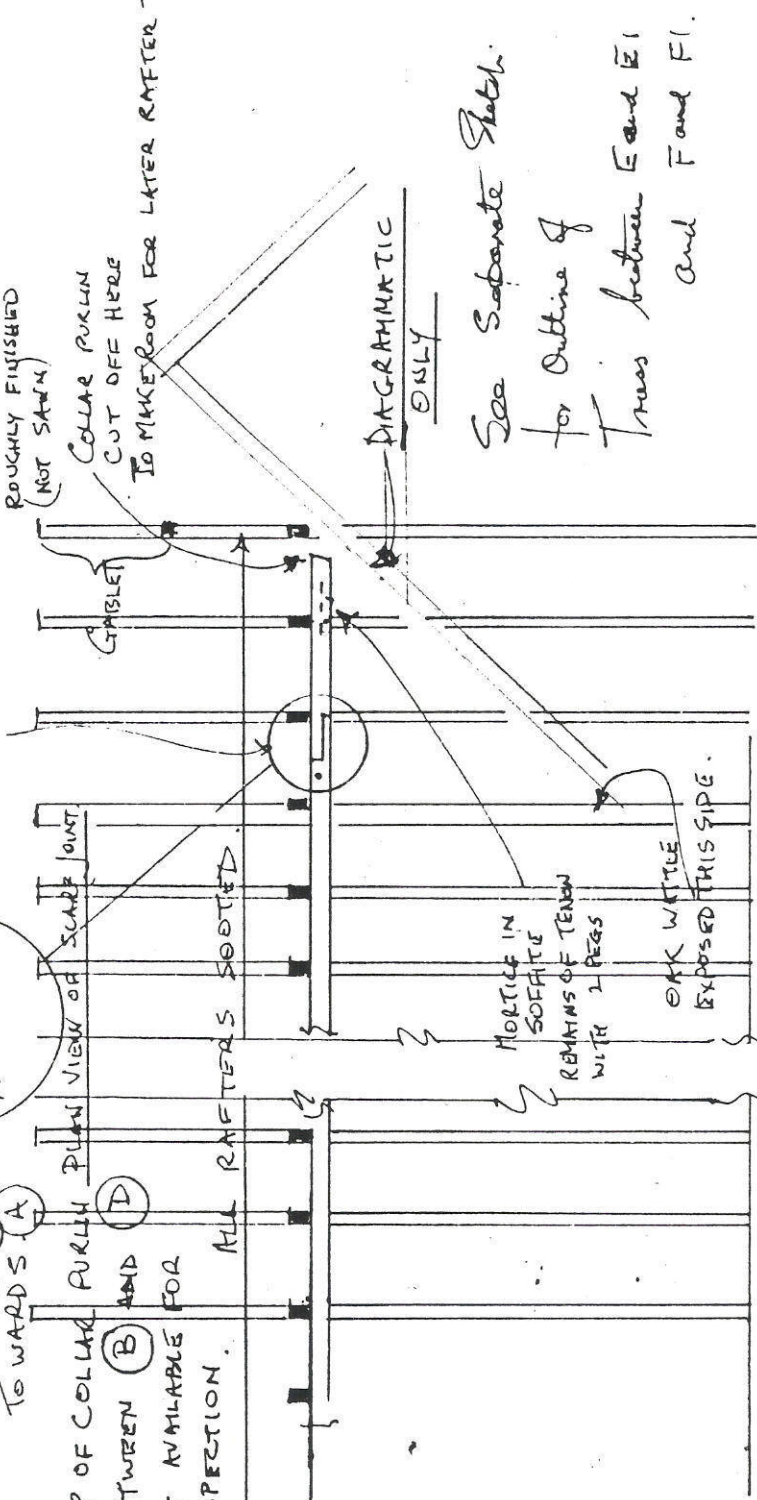 ROUGHLY FINISHED
(NOT SAWN)
COLLAR PURLIN
CUT OFF HERE
TO MAKE ROOM FOR LATER RAFTER
GABLET
DIAGRAMMATIC
ONLY
See Separate Sketch.
for Outline of
Truss between E and E1
and F and F1.
TOWARDS A
P OF COLLAR PURLIN
TWEEN B AND D
AVAILABLE FOR
PECTION.
PLAN VIEW OF SCARF JOINT.
ALL RAFTERS SOOTED.
MORTICE IN
SOFFITE
REMAINS OF TENON
WITH 2 PEGS
OAK WATTLE
EXPOSED THIS SIDE.